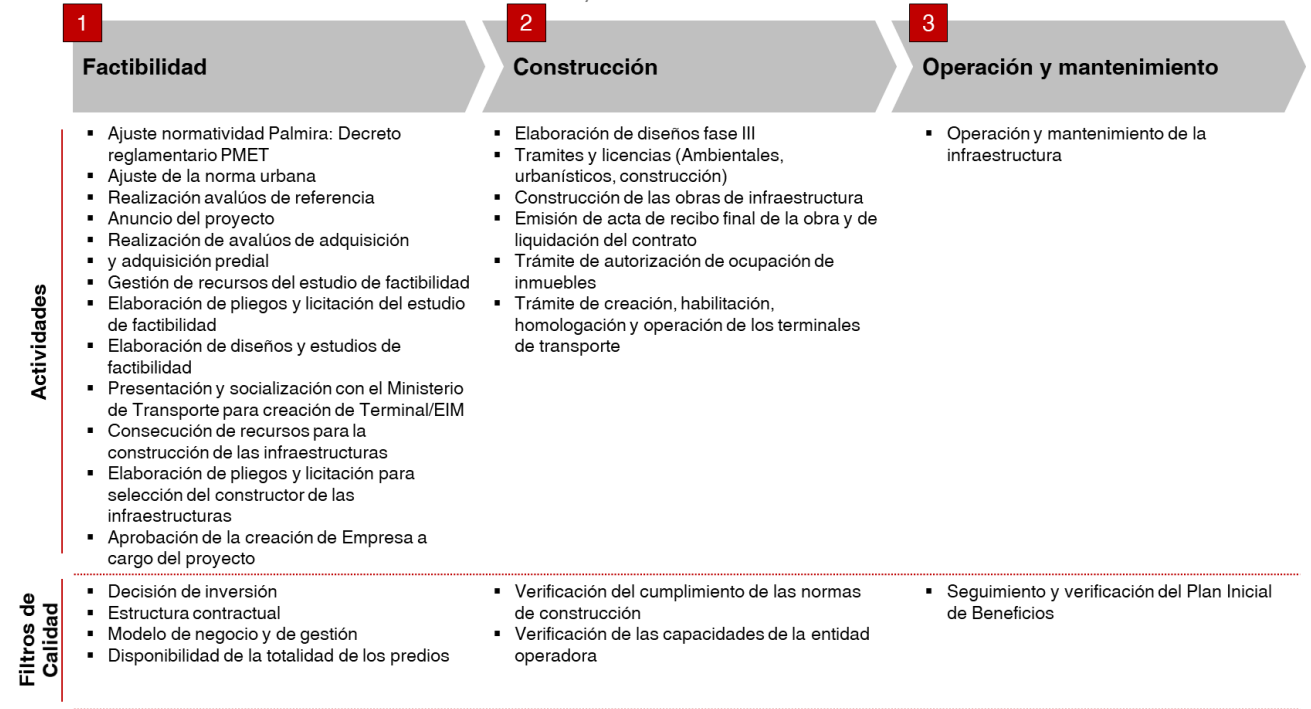 1
Factibilidad
2
Construcción
3
Operación y mantenimiento
Actividades
▪ Ajuste normatividad Palmira: Decreto
reglamentario PMET
▪ Ajuste de la norma urbana
▪ Realización avalúos de referencia
▪ Anuncio del proyecto
▪ Realización de avalúos de adquisición
▪ y adquisición predial
▪ Gestión de recursos del estudio de factibilidad
▪ Elaboración de pliegos y licitación del estudio
de factibilidad
▪ Elaboración de diseños y estudios de
factibilidad
▪ Presentación y socialización con el Ministerio
de Transporte para creación de Terminal/EIM
▪ Consecución de recursos para la
construcción de las infraestructuras
▪ Elaboración de pliegos y licitación para
selección del constructor de las
infraestructuras
▪ Aprobación de la creación de Empresa a
cargo del proyecto
▪ Elaboración de diseños fase III
▪ Tramites y licencias (Ambientales,
urbanísticos, construcción)
▪ Construcción de las obras de infraestructura
▪ Emisión de acta de recibo final de la obra y de
liquidación del contrato
▪ Trámite de autorización de ocupación de
inmuebles
▪ Trámite de creación, habilitación,
homologación y operación de los terminales
de transporte
▪ Operación y mantenimiento de la
infraestructura
Filtros de
Calidad
▪ Decisión de inversión
▪ Estructura contractual
▪ Modelo de negocio y de gestión
▪ Disponibilidad de la totalidad de los predios
▪ Verificación del cumplimiento de las normas
de construcción
▪ Verificación de las capacidades de la entidad
operadora
▪ Seguimiento y verificación del Plan Inicial
de Beneficios